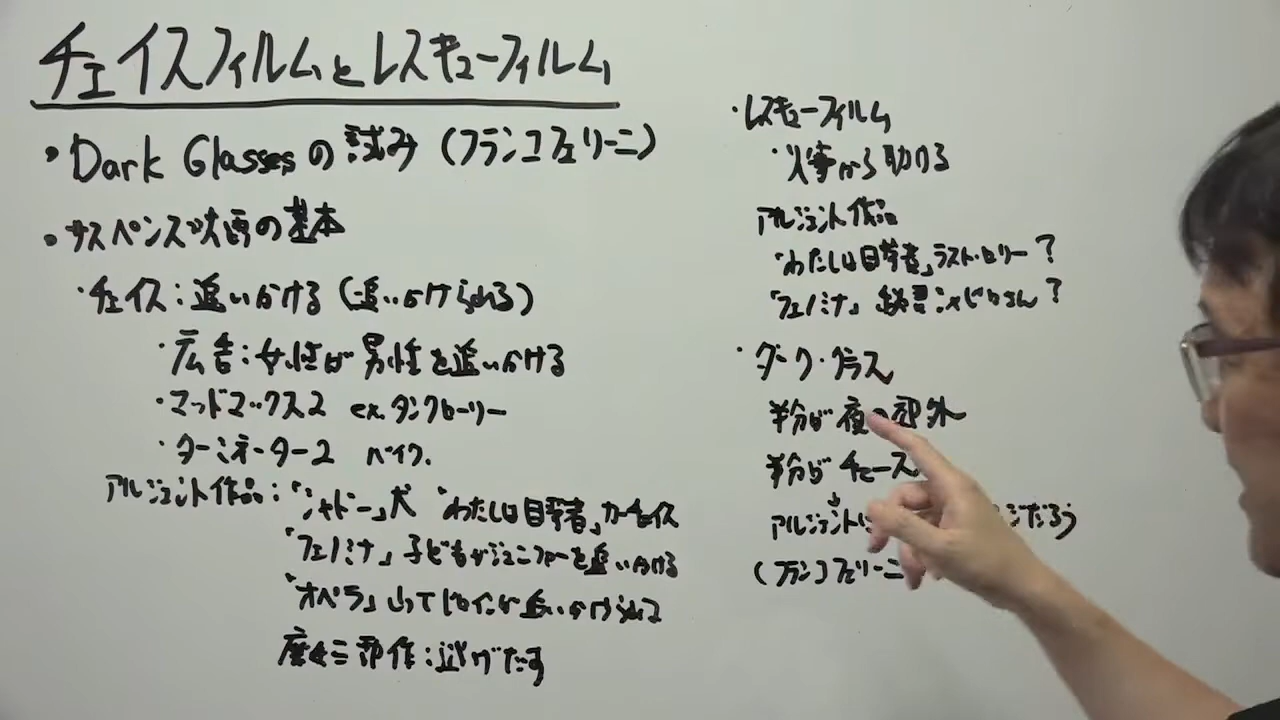 チェイスフィルムとレスキューフィルム
・Dark Glassesの試み（フランコフェリーニ）
・サスペンス映画の基本
・チェイス：追いかける（追いかけられる）
・広告：女性が男性を追いかける
・マッドマックス2 ex.タンクローリー
・ターミネーター2 バイク.
アルジェント作品：「シャドー」犬 「わたしは目撃者」カーチェイス
「フェノミナ」子どもがジェニファーを追いかける
「オペラ」ヒロインが追いかけられる
魔女三部作：逃げだす
・レスキューフィルム
・火事から助ける
アルジェント作品
「わたしは目撃者」ラスト・ロリー？
「フェノミナ」
・ダーク・グラス
半分が夜の郊外
半分がチェース
↓
アルジェントは だろう
（フランコフェリーニ